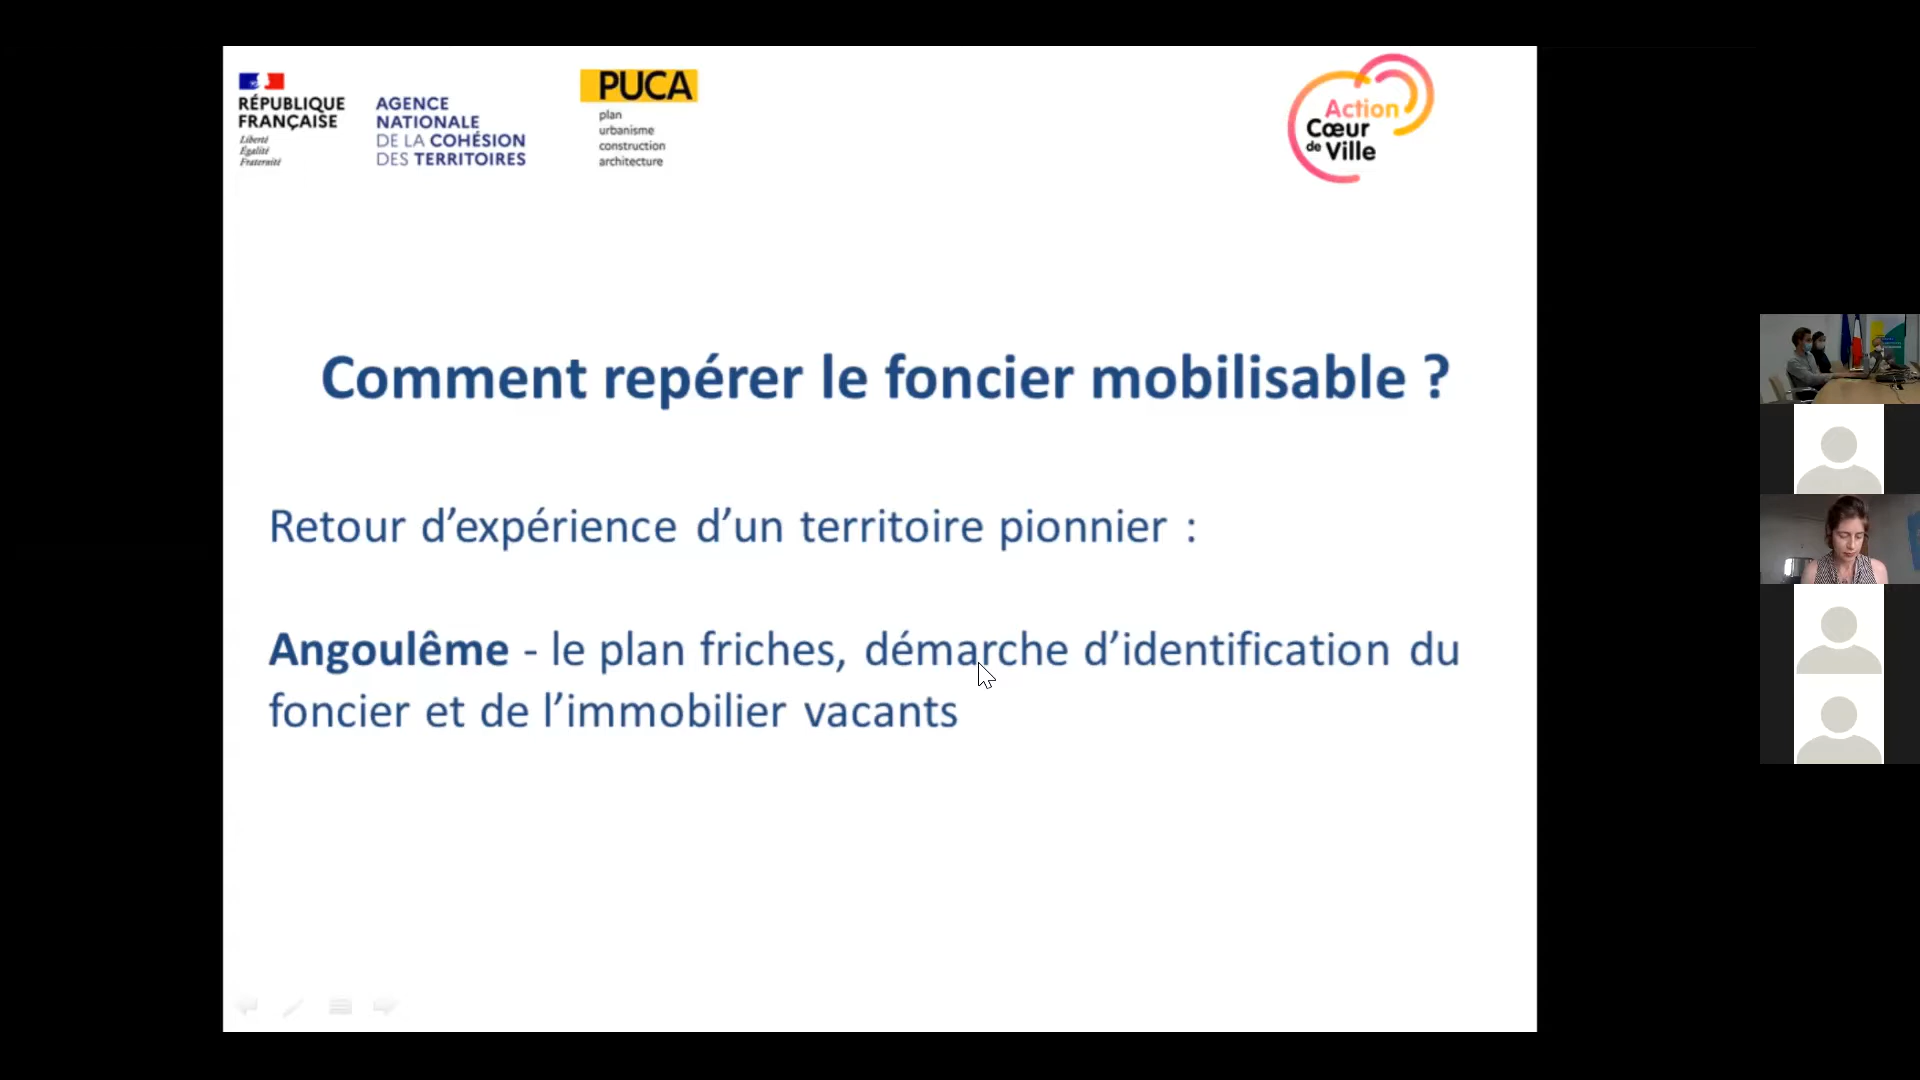 RÉPUBLIQUE
FRANÇAISE
Liberté
Égalité
Fraternité
AGENCE
NATIONALE
DE LA COHÉSION
DES TERRITOIRES
PUCA
plan
urbanisme
construction
architecture
Action
Cœur
de Ville
Comment repérer le foncier mobilisable ?
Retour d’expérience d’un territoire pionnier :
Angoulême - le plan friches, démarche d’identification du
foncier et de l’immobilier vacants